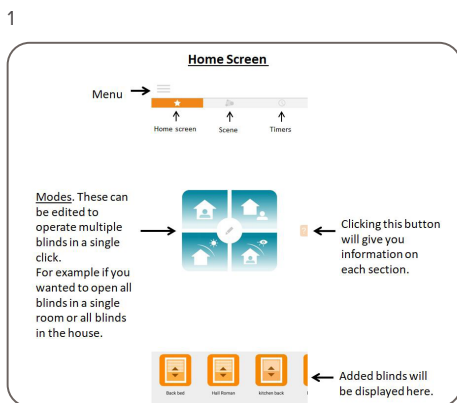 1
Home Screen
Menu
Home screen Scene Timers
Modes. These can
be edited to
operate multiple
blinds in a single
click.
For example if you
wanted to open all
blinds in a single
room or all blinds
in the house.
?
Clicking this button
will give you
information on
each section.
Back bed Hall Roman kitchen back
Added blinds will
be displayed here.